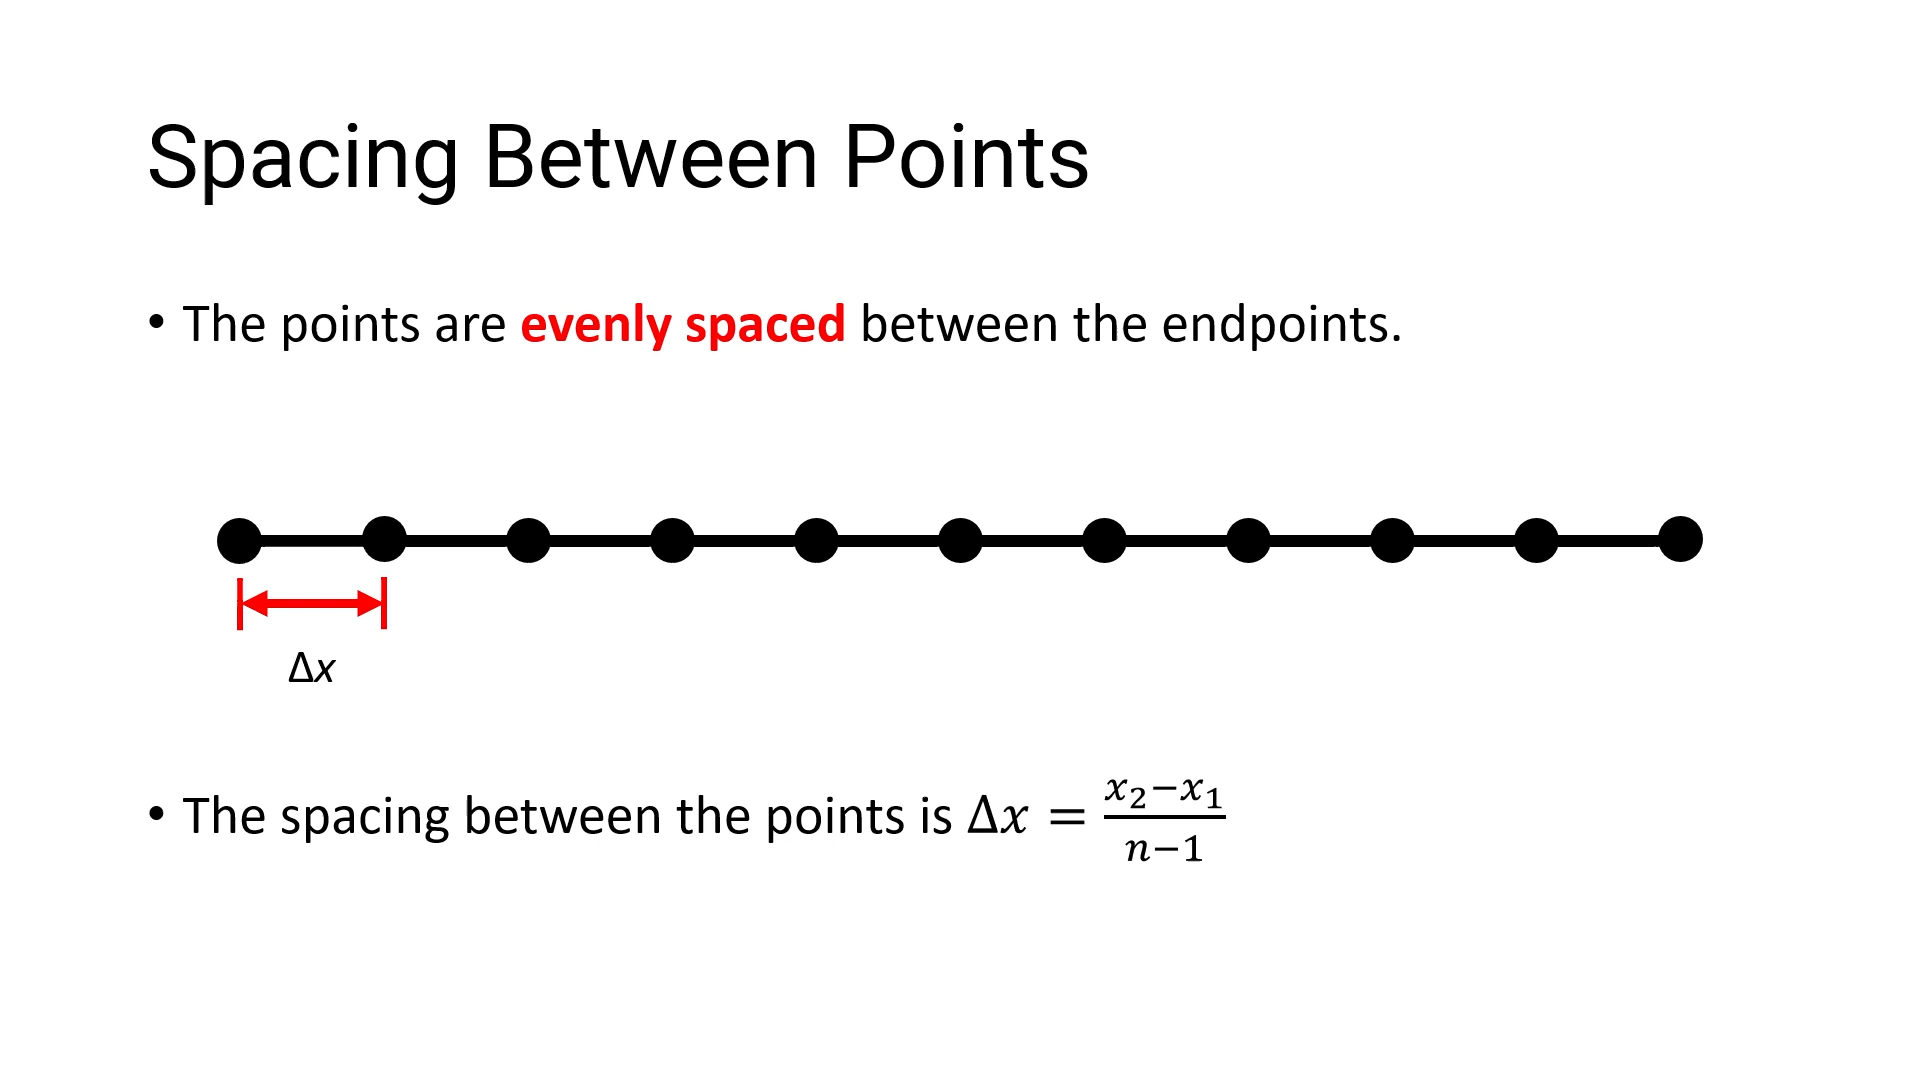 Spacing Between Points
• The points are evenly spaced between the endpoints.
Δx
• The spacing between the points is Δ𝑥 = (𝑥₂−𝑥₁)/(𝑛−1)